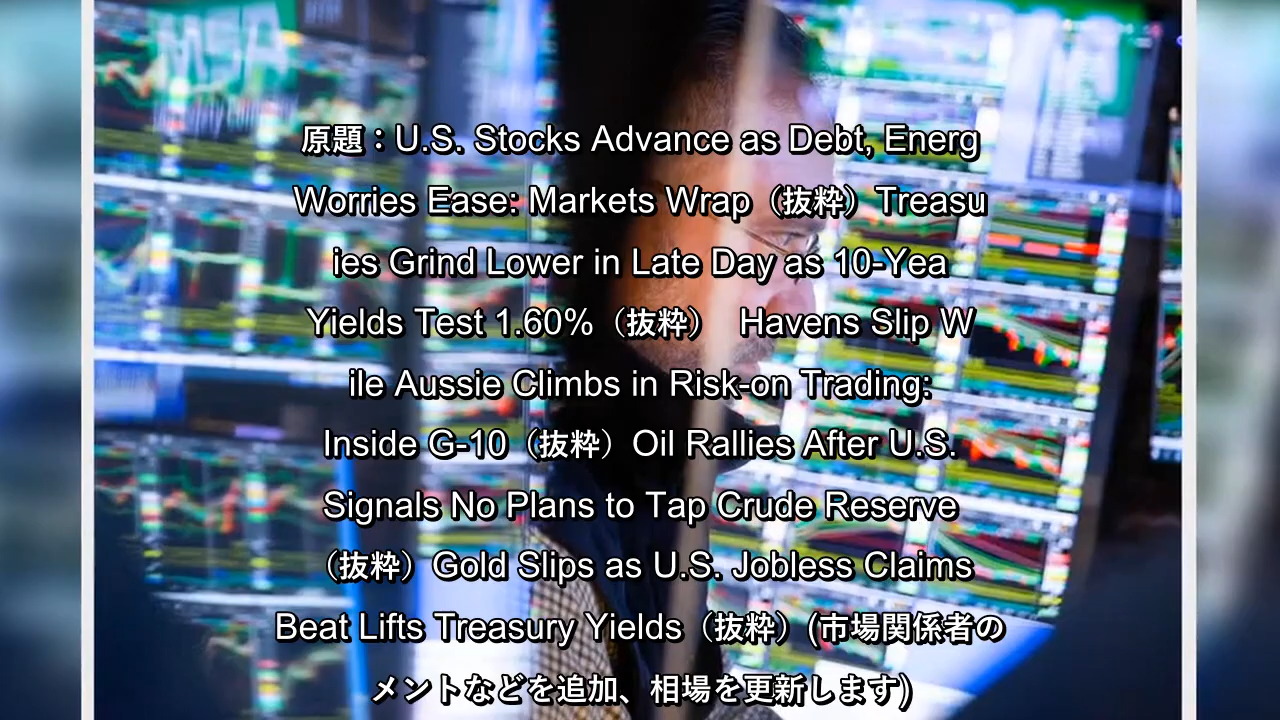 MSA
原題：U.S. Stocks Advance as Debt, Energ
Worries Ease: Markets Wrap（抜粋）Treasu
ies Grind Lower in Late Day as 10-Yea
Yields Test 1.60%（抜粋）　Havens Slip W
ile Aussie Climbs in Risk-on Trading:
Inside G-10（抜粋）Oil Rallies After U.S.
Signals No Plans to Tap Crude Reserve
（抜粋）Gold Slips as U.S. Jobless Claims
Beat Lifts Treasury Yields（抜粋）(市場関係者の
メントなどを追加、相場を更新します)